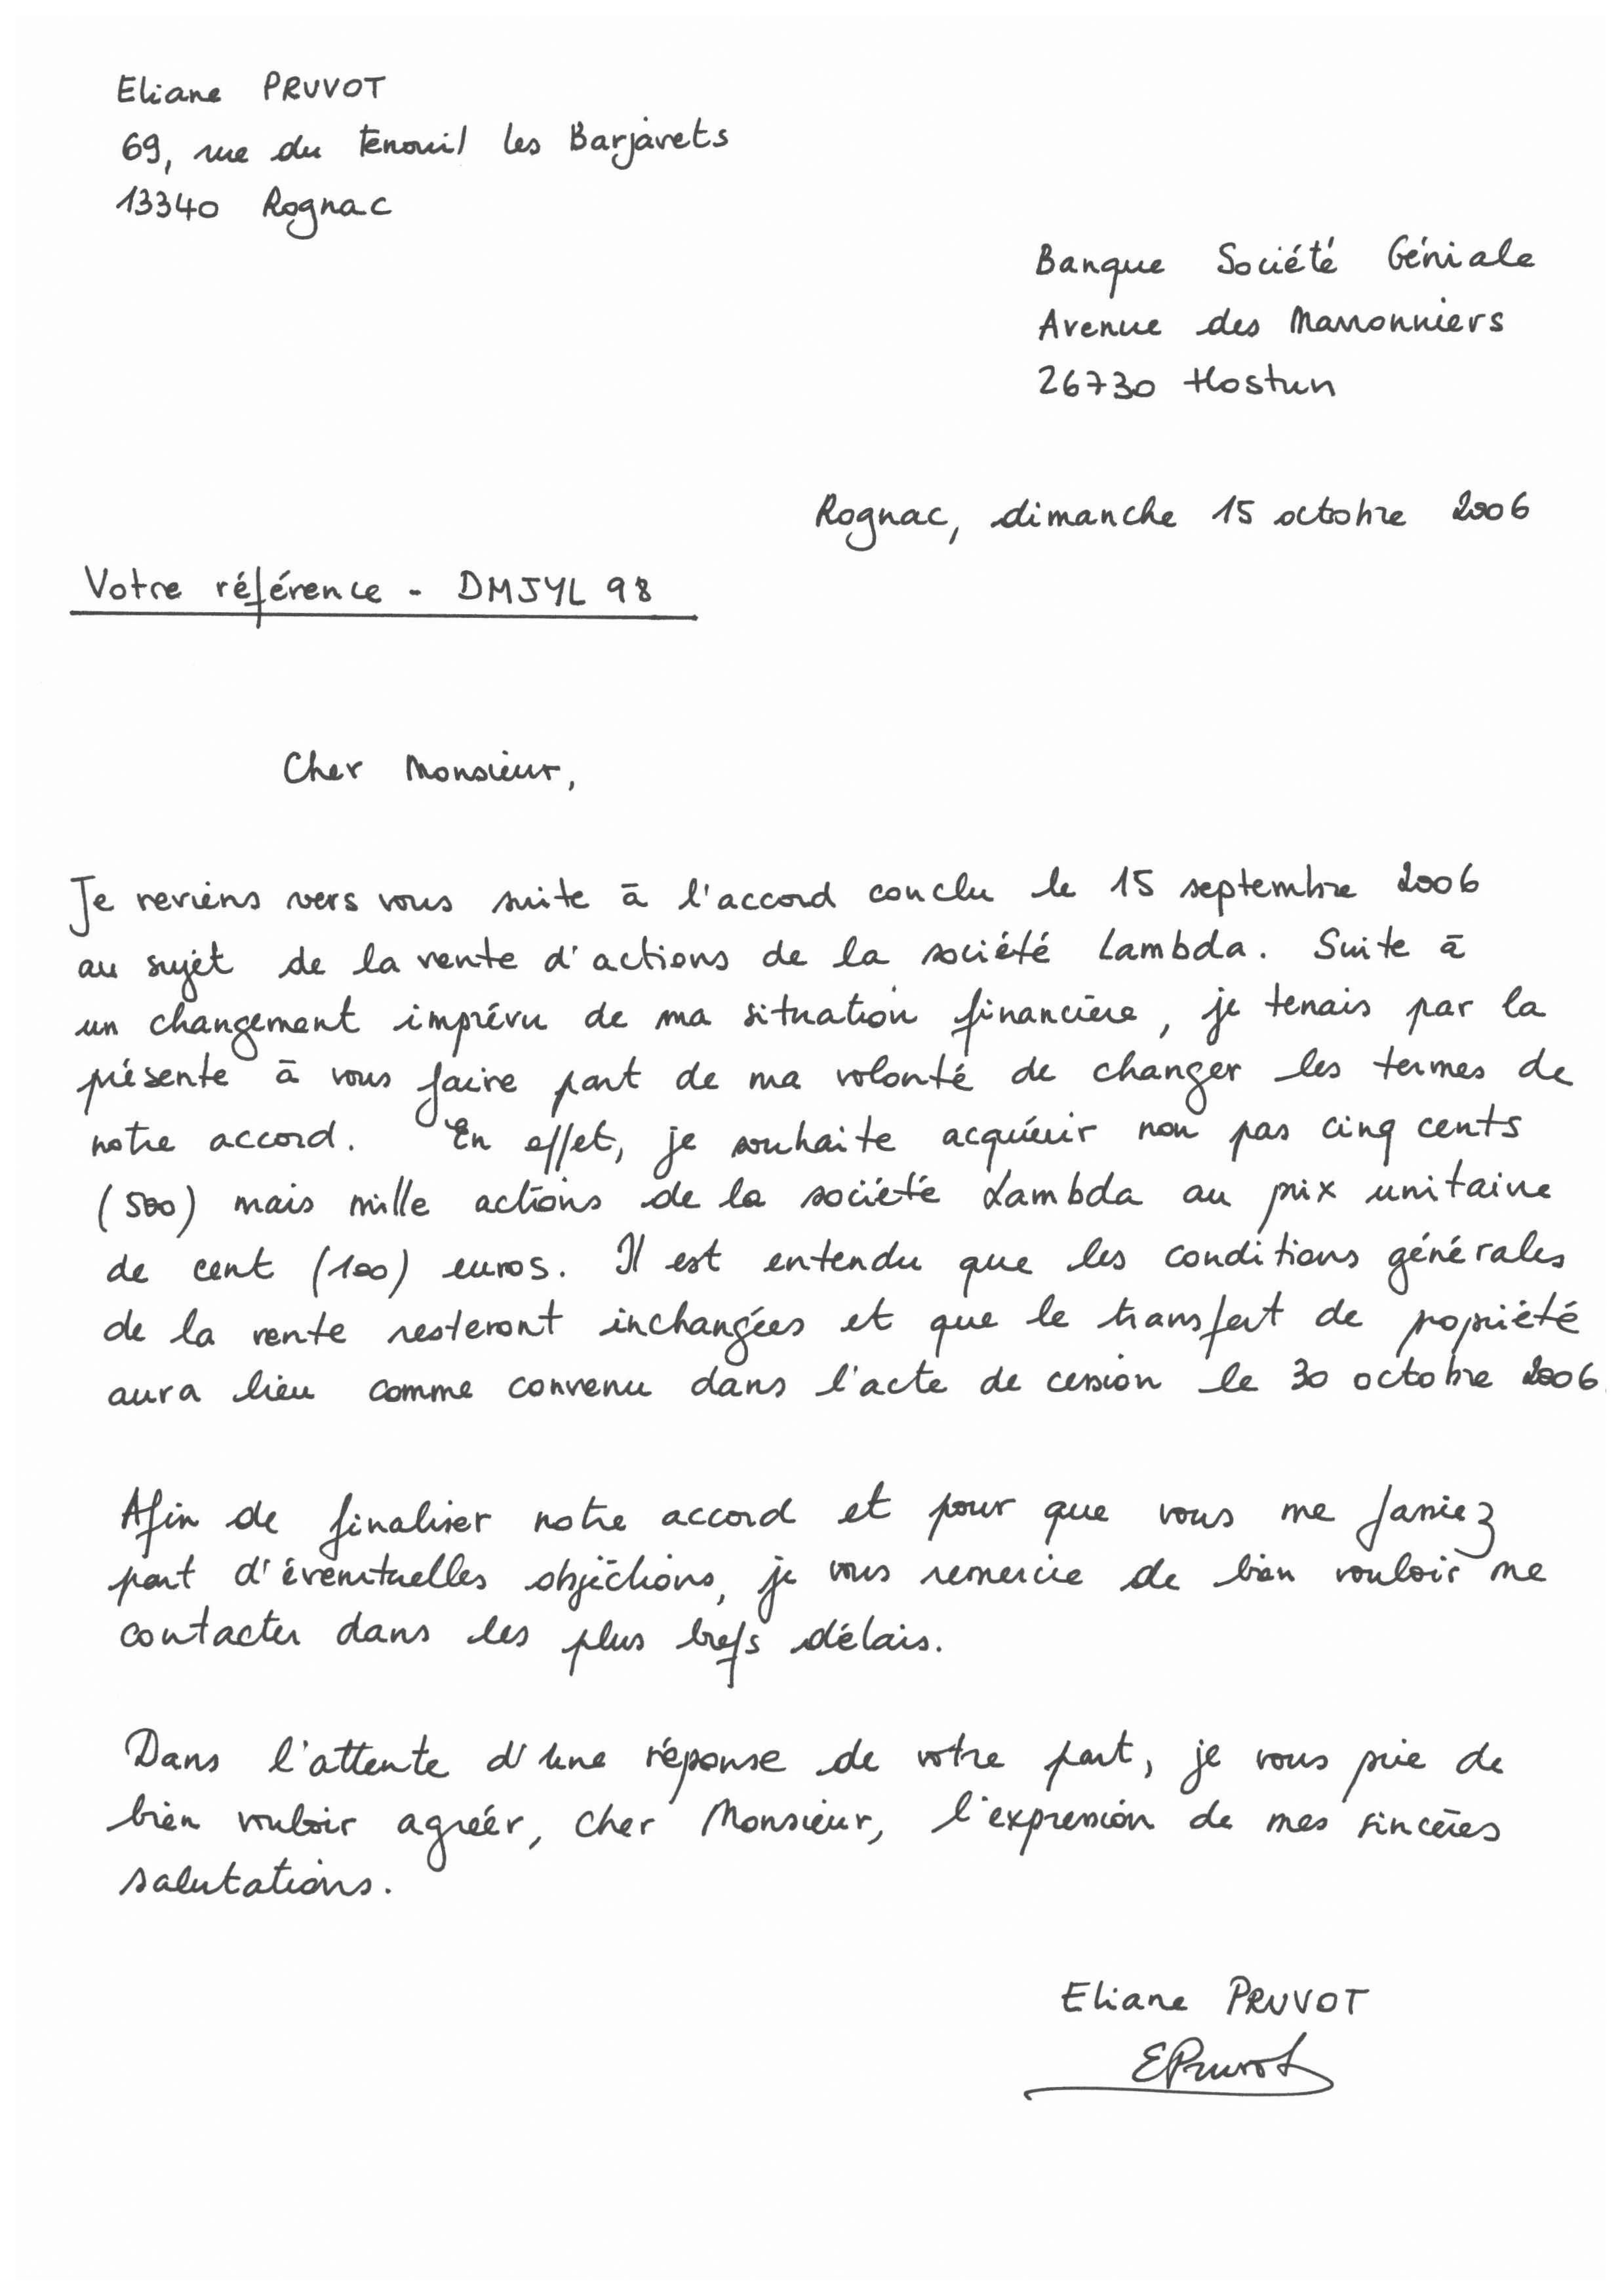 Eliane PRUVOT
69, rue du Fenouil les Barjavets
13340 Rognac
Banque Société Géniale
Avenue des Marronniers
26730 Hostun
Rognac, dimanche 15 octobre 2006
Votre référence - DMJYL 98
Cher Monsieur,
Je reviens vers vous suite à l'accord conclu le 15 septembre 2006
au sujet de la vente d'actions de la société Lambda. Suite à
un changement imprévu de ma situation financière, je tenais par la
présente à vous faire part de ma volonté de changer les termes de
notre accord. En effet, je souhaite acquérir non pas cinq cents
(500) mais mille actions de la société Lambda au prix unitaire
de cent (100) euros. Il est entendu que les conditions générales
de la vente resteront inchangées et que le transfert de popriété
aura lieu comme convenu dans l'acte de cession le 30 octobre 2006.
Afin de finaliser notre accord et pour que vous me fassiez
part d'éventuelles objections, je vous remercie de bien vouloir me
contacter dans les plus brefs délais.
Dans l'attente d'une réponse de votre part, je vous prie de
bien vouloir agréer, cher Monsieur, l'expression de mes sincères
salutations.
Eliane PRUVOT
EPruvot